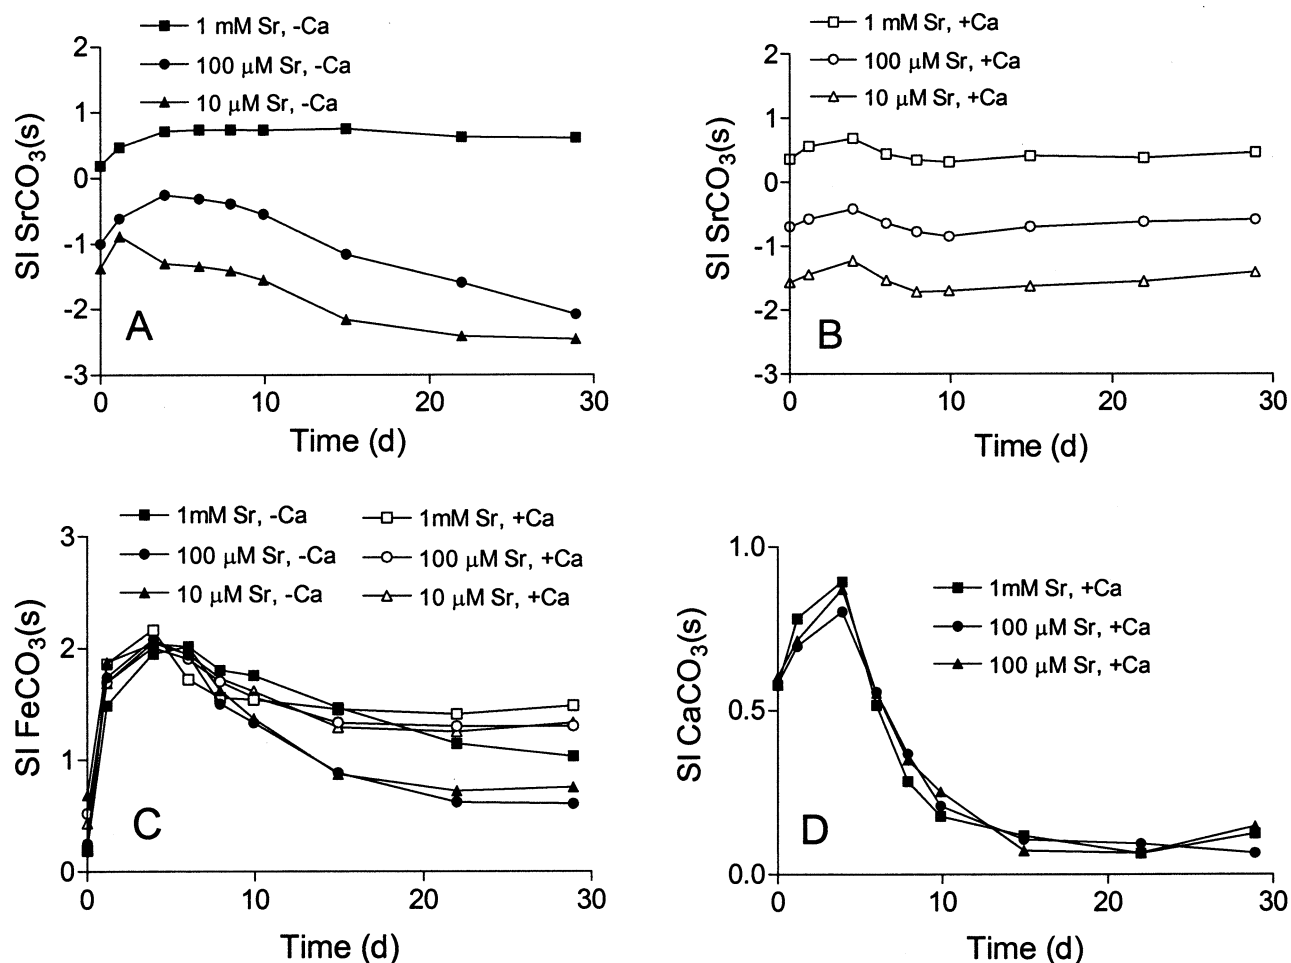 1 mM Sr, -Ca
100 μM Sr, -Ca
10 μM Sr, -Ca
2
1
0
-1
-2
-3
SI SrCO3(s)
A
0 10 20 30
Time (d)
1 mM Sr, +Ca
100 μM Sr, +Ca
10 μM Sr, +Ca
2
1
0
-1
-2
-3
SI SrCO3(s)
B
0 10 20 30
Time (d)
1mM Sr, -Ca
100 μM Sr, -Ca
10 μM Sr, -Ca
1mM Sr, +Ca
100 μM Sr, +Ca
10 μM Sr, +Ca
3
2
1
0
SI FeCO3(s)
C
0 10 20 30
Time (d)
1mM Sr, +Ca
100 μM Sr, +Ca
100 μM Sr, +Ca
1.0
0.5
0.0
SI CaCO3(s)
D
0 10 20 30
Time (d)